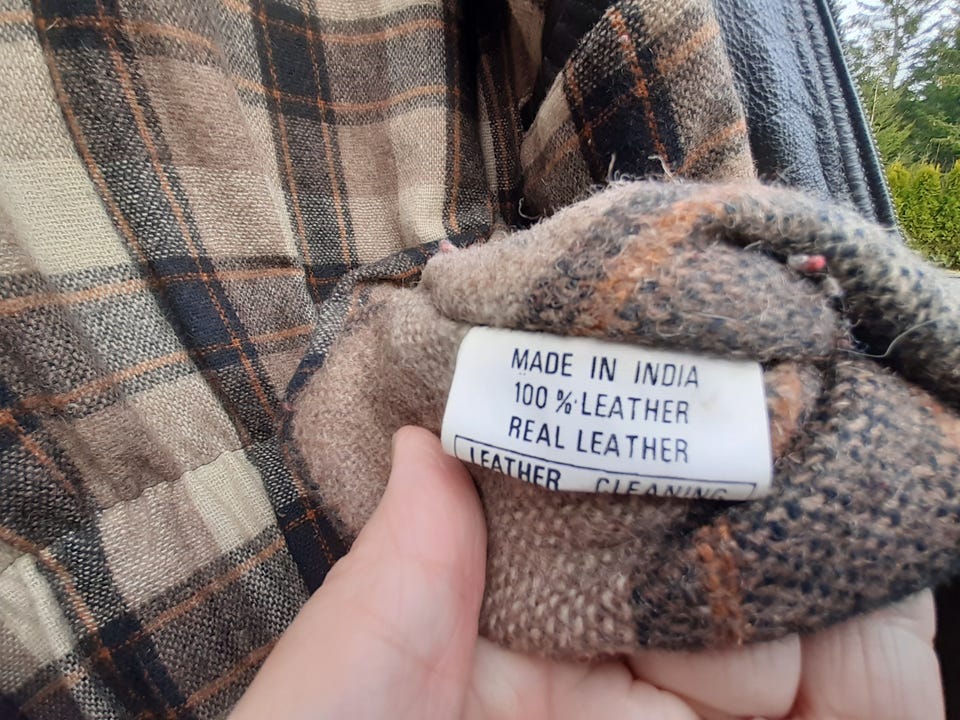 MADE IN INDIA
100 % LEATHER
REAL LEATHER
LEATHER CLEANING